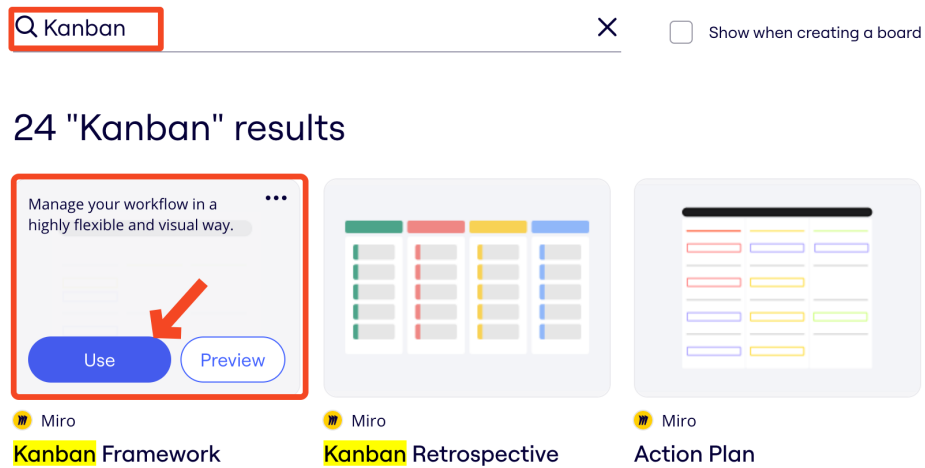 Kanban
Show when creating a board
24 "Kanban" results
Manage your workflow in a
highly flexible and visual way.
Use
Preview
Miro
Kanban Framework
Miro
Kanban Retrospective
Miro
Action Plan